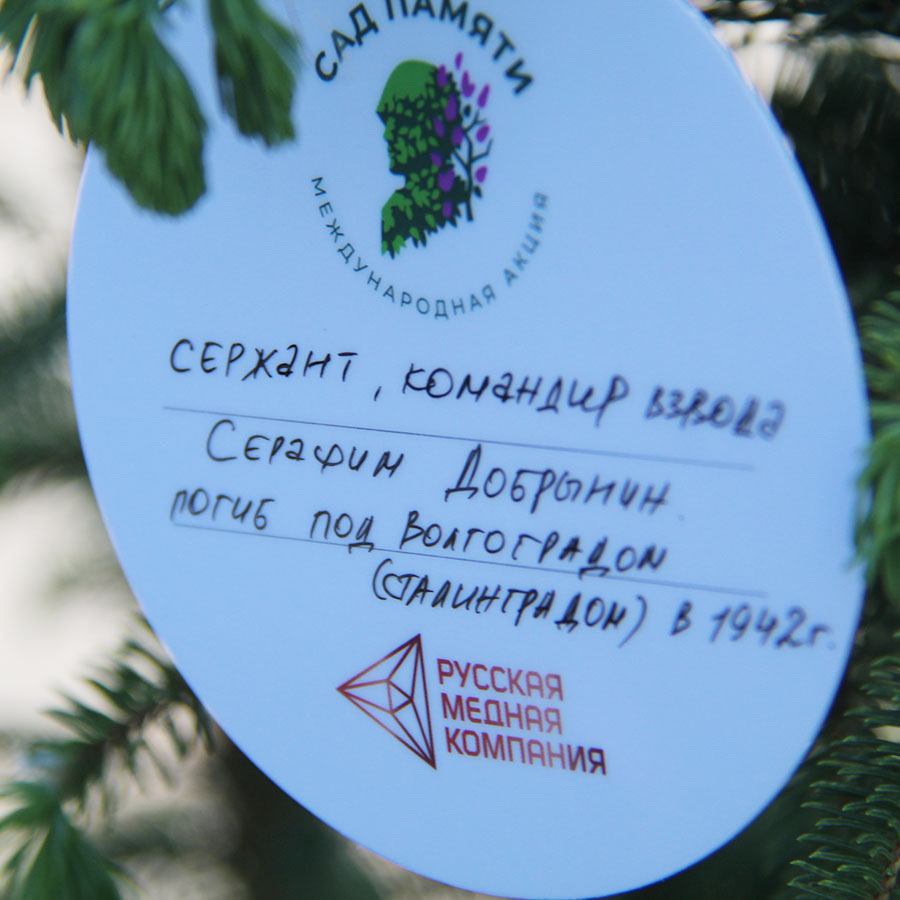 САД ПАМЯТИ
МЕЖДУНАРОДНАЯ АКЦИЯ
СЕРЖАНТ, КОМАНДИР ВЗВОДА
СЕРАФИМ ДОБРЫНИН
ПОГИБ ПОД ВОЛГОГРАДОМ
(СТАЛИНГРАДОМ) В 1942г.
РУССКАЯ
МЕДНАЯ
КОМПАНИЯ